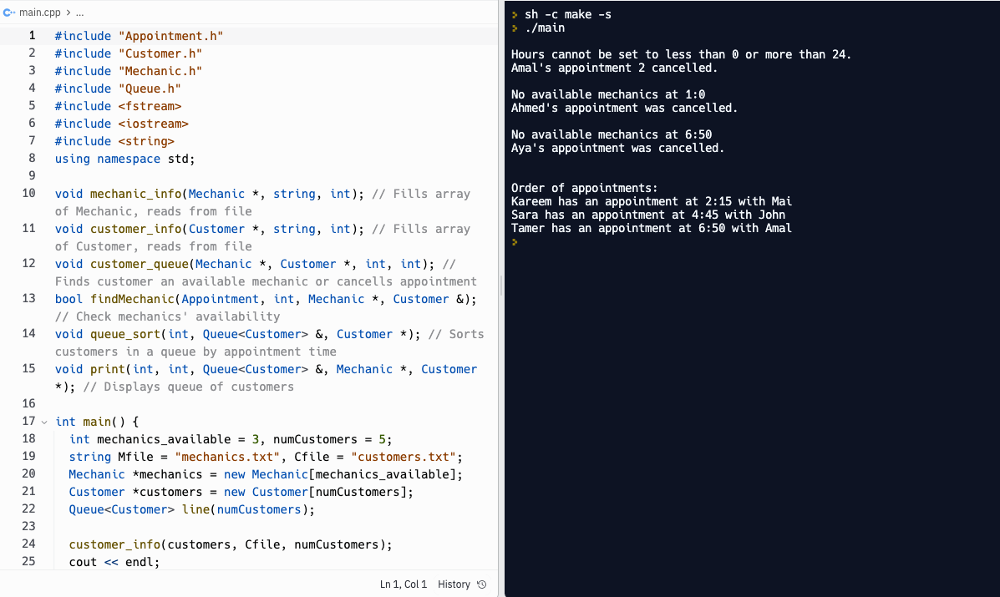 main.cpp > ...
1 #include "Appointment.h"
2 #include "Customer.h"
3 #include "Mechanic.h"
4 #include "Queue.h"
5 #include <fstream>
6 #include <iostream>
7 #include <string>
8 using namespace std;
9
10 void mechanic_info(Mechanic *, string, int); // Fills array
of Mechanic, reads from file
11 void customer_info(Customer *, string, int); // Fills array
of Customer, reads from file
12 void customer_queue(Mechanic *, Customer *, int, int); //
Finds customer an available mechanic or cancells appointment
13 bool findMechanic(Appointment, int, Mechanic *, Customer &);
// Check mechanics' availability
14 void queue_sort(int, Queue<Customer> &, Customer *); // Sorts
customers in a queue by appointment time
15 void print(int, int, Queue<Customer> &, Mechanic *, Customer
*); // Displays queue of customers
16
17 int main() {
18 int mechanics_available = 3, numCustomers = 5;
19 string Mfile = "mechanics.txt", Cfile = "customers.txt";
20 Mechanic *mechanics = new Mechanic[mechanics_available];
21 Customer *customers = new Customer[numCustomers];
22 Queue<Customer> line(numCustomers);
23
24 customer_info(customers, Cfile, numCustomers);
25 cout << endl;
Ln 1, Col 1 History
sh -c make -s
./main
Hours cannot be set to less than 0 or more than 24.
Amal's appointment 2 cancelled.
No available mechanics at 1:0
Ahmed's appointment was cancelled.
No available mechanics at 6:50
Aya's appointment was cancelled.
Order of appointments:
Kareem has an appointment at 2:15 with Mai
Sara has an appointment at 4:45 with John
Tamer has an appointment at 6:50 with Amal